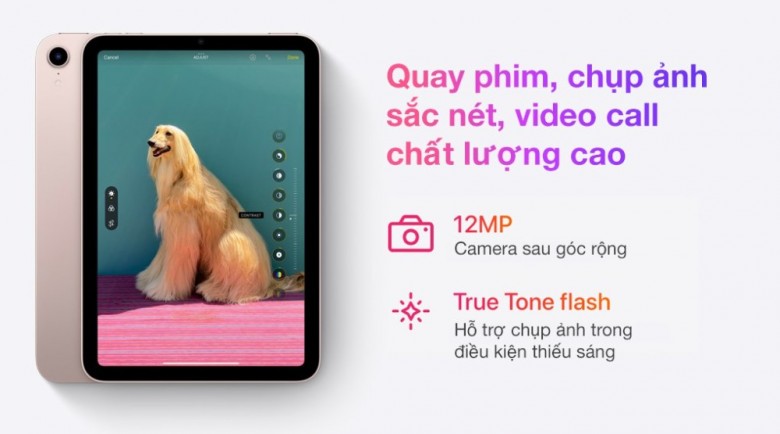 Cancel
ADJUST
Done
CONTRAST
Quay phim, chụp ảnh
sắc nét, video call
chất lượng cao
12MP
Camera sau góc rộng
True Tone flash
Hỗ trợ chụp ảnh trong
điều kiện thiếu sáng